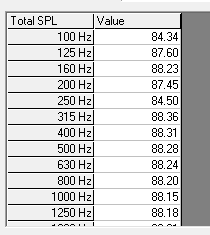 Total SPL Value
100 Hz 84.34
125 Hz 87.60
160 Hz 88.23
200 Hz 87.45
250 Hz 84.50
315 Hz 88.36
400 Hz 88.31
500 Hz 88.28
630 Hz 88.24
800 Hz 88.20
1000 Hz 88.15
1250 Hz 88.18